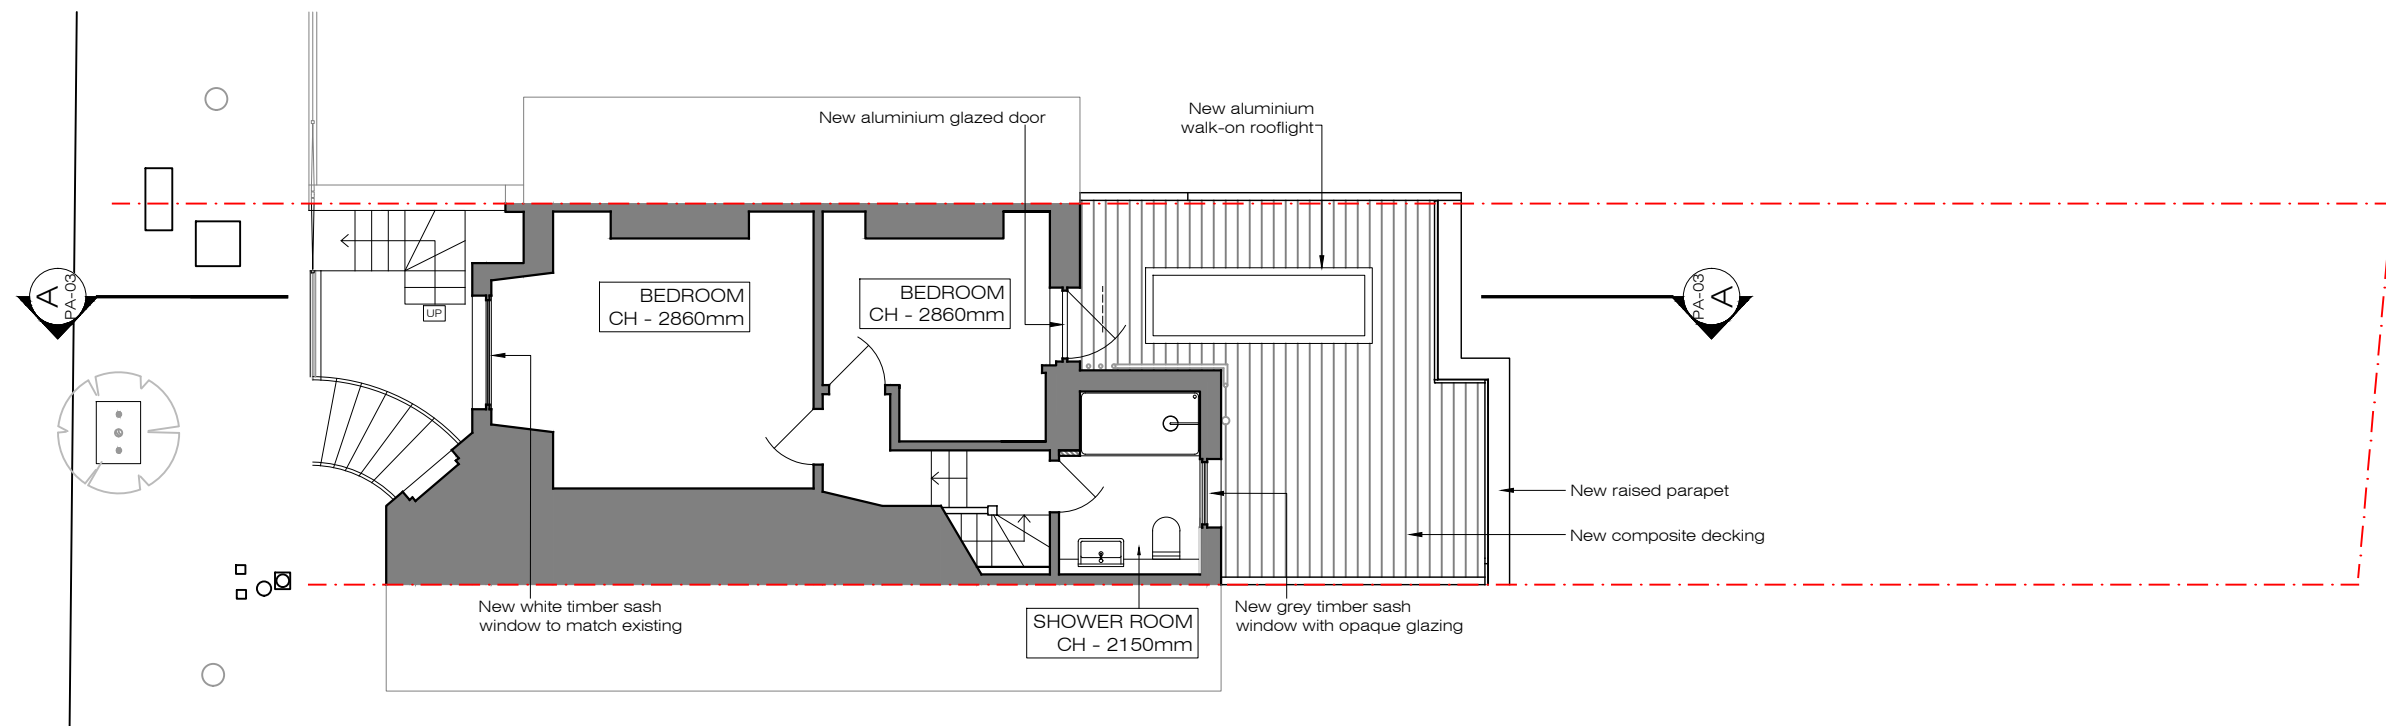 New aluminium glazed door
New aluminium
walk-on rooflight
A
PA-03
UP
BEDROOM
CH - 2860mm
BEDROOM
CH - 2860mm
PA-03
A
New raised parapet
New composite decking
New white timber sash
window to match existing
SHOWER ROOM
CH - 2150mm
New grey timber sash
window with opaque glazing